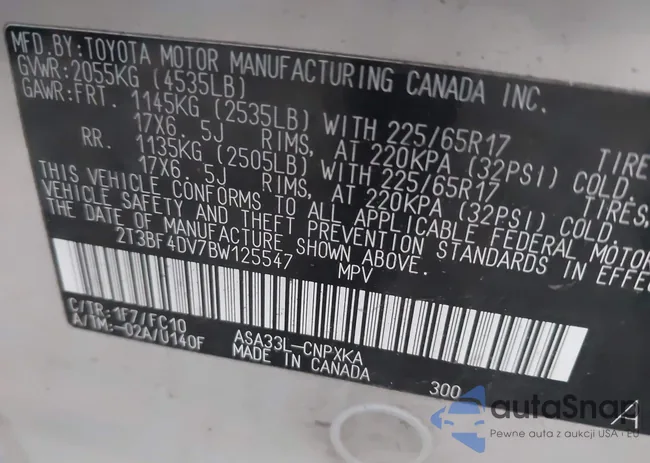 MFD.BY:TOYOTA MOTOR MANUFACTURING CANADA INC.
GVWR:2055KG (4535LB)
GAWR:FRT. 1145KG (2535LB) WITH 225/65R17 TIRE
17X6. 5J RIMS, AT 220KPA (32PSI) COLD.
RR. 1135KG (2505LB) WITH 225/65R17 TIRES,
17X6. 5J RIMS, AT 220KPA (32PSI) COLD.
THIS VEHICLE CONFORMS TO ALL APPLICABLE FEDERAL MOTOR
VEHICLE SAFETY AND THEFT PREVENTION STANDARDS IN EFFE
THE DATE OF MANUFACTURE SHOWN ABOVE.
2T3BF4DV7BW125547 MPV
C/TR:1F7/FC10
A/TM:-02A/U140F
ASA33L-CNPXKA
MADE IN CANADA
300
A
autaSnap
Pewne auta z aukcji USA i EU